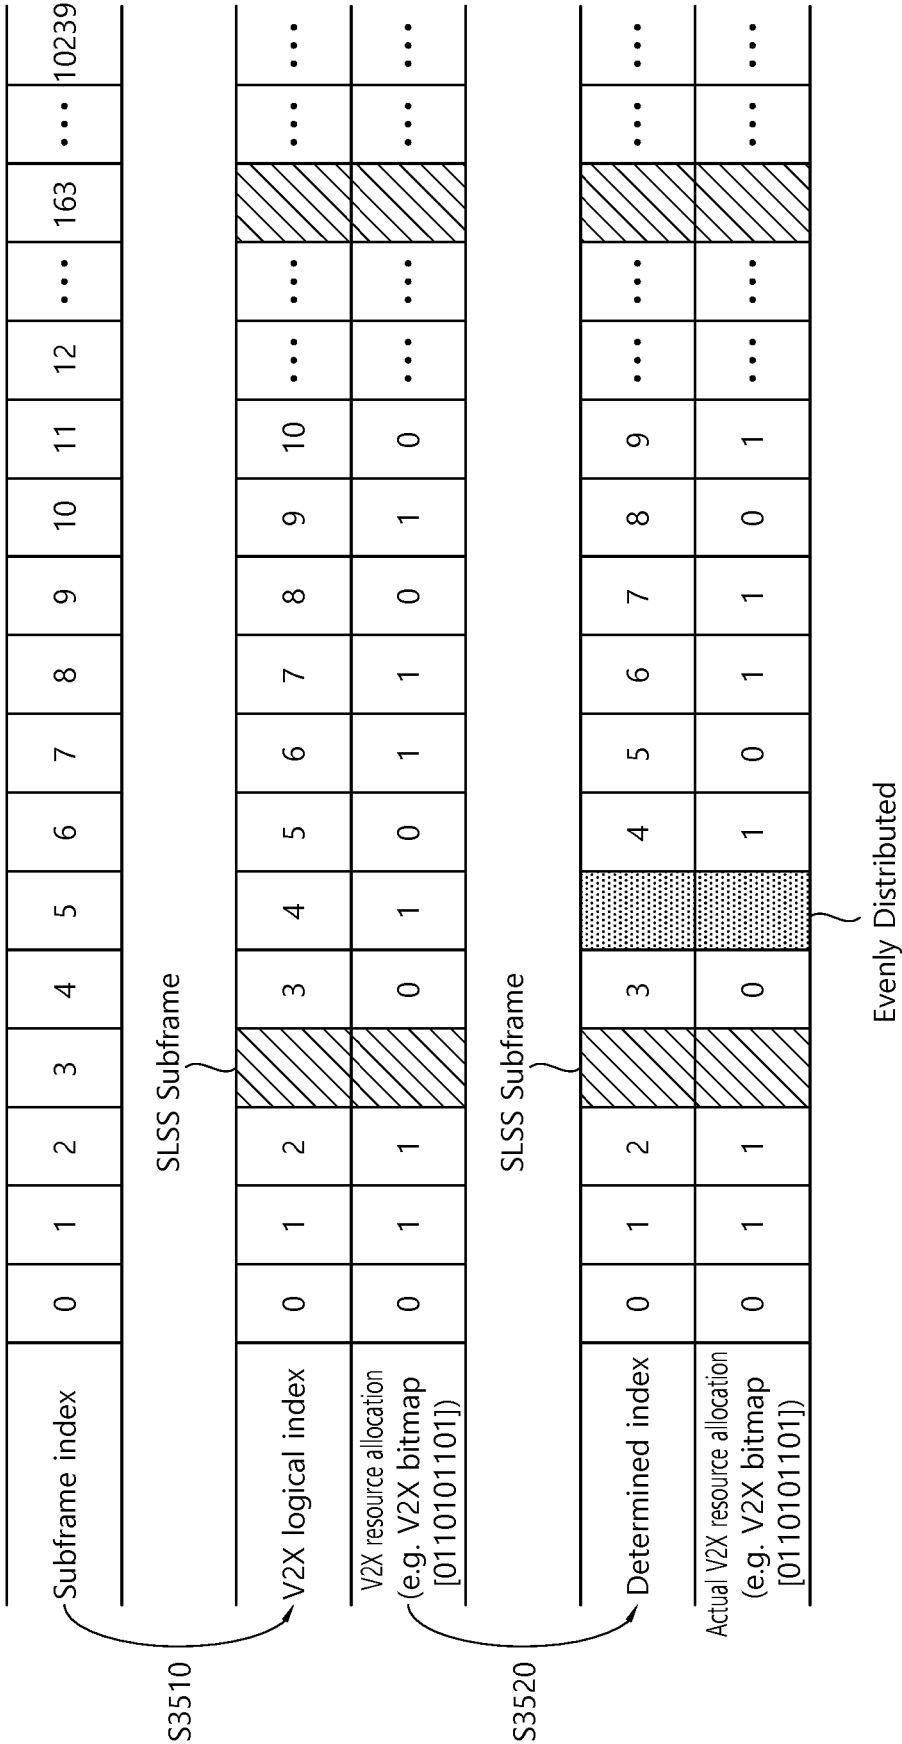 Subframe index 0 1 2 3 4 5 6 7 8 9 10 11 12 ... 163 ... 10239
S3510
SLSS Subframe
V2X logical index 0 1 2 3 4 5 6 7 8 9 10 ... ... ... ...
V2X resource allocation
(e.g. V2X bitmap
[0110101101])
0 1 1 0 1 0 1 1 0 1 0 ... ... ... ...
S3520
SLSS Subframe
Determined index 0 1 2 3 4 5 6 7 8 9 ... ... ... ...
Actual V2X resource allocation
(e.g. V2X bitmap
[0110101101])
0 1 1 0 1 0 1 1 0 1 ... ... ... ...
Evenly Distributed